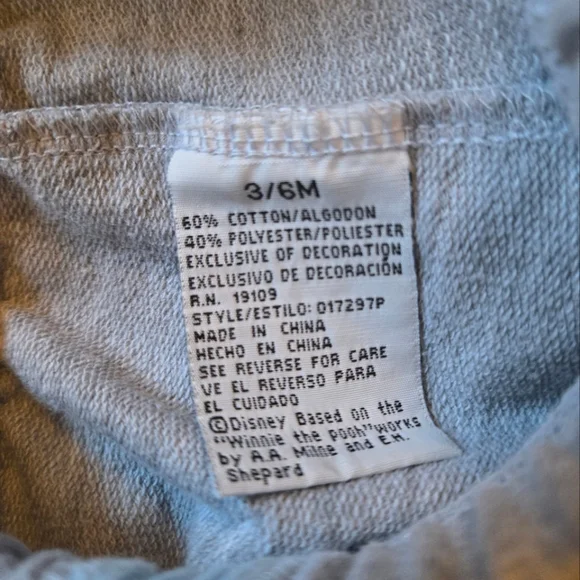 3/6M
60% COTTON/ALGODON
40% POLYESTER/POLIESTER
EXCLUSIVE OF DECORATION
EXCLUSIVO DE DECORACIÓN
R.N. 19109
STYLE/ESTILO: 017297P
MADE IN CHINA
HECHO EN CHINA
SEE REVERSE FOR CARE
VE EL REVERSO PARA
EL CUIDADO
©Disney Based on the
"Winnie the Pooh"works
by A.A. Milne and E.H.
Shepard